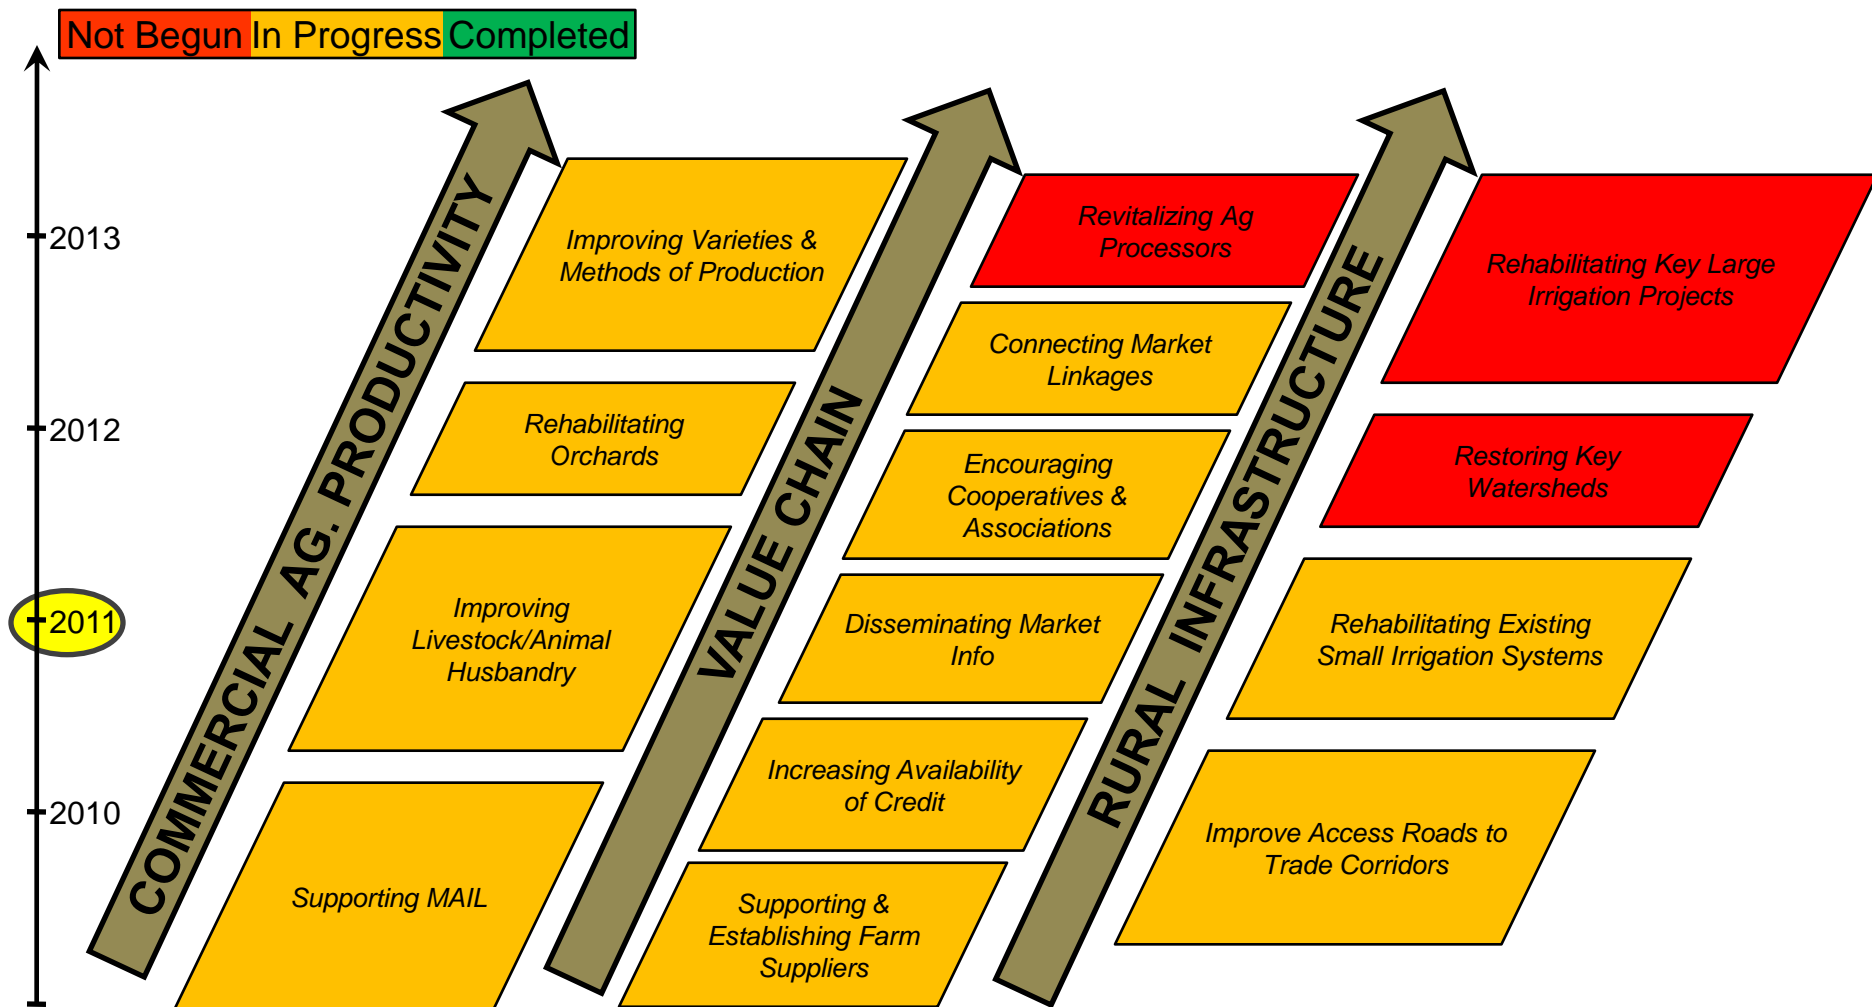 Not Begun In Progress Completed
2013
2012
2011
2010
COMMERCIAL AG. PRODUCTIVITY
Improving Varieties &
Methods of Production
Rehabilitating
Orchards
Improving
Livestock/Animal
Husbandry
Supporting MAIL
VALUE CHAIN
Revitalizing Ag
Processors
Connecting Market
Linkages
Encouraging
Cooperatives &
Associations
Disseminating Market
Info
Increasing Availability
of Credit
Supporting &
Establishing Farm
Suppliers
RURAL INFRASTRUCTURE
Rehabilitating Key Large
Irrigation Projects
Restoring Key
Watersheds
Rehabilitating Existing
Small Irrigation Systems
Improve Access Roads to
Trade Corridors